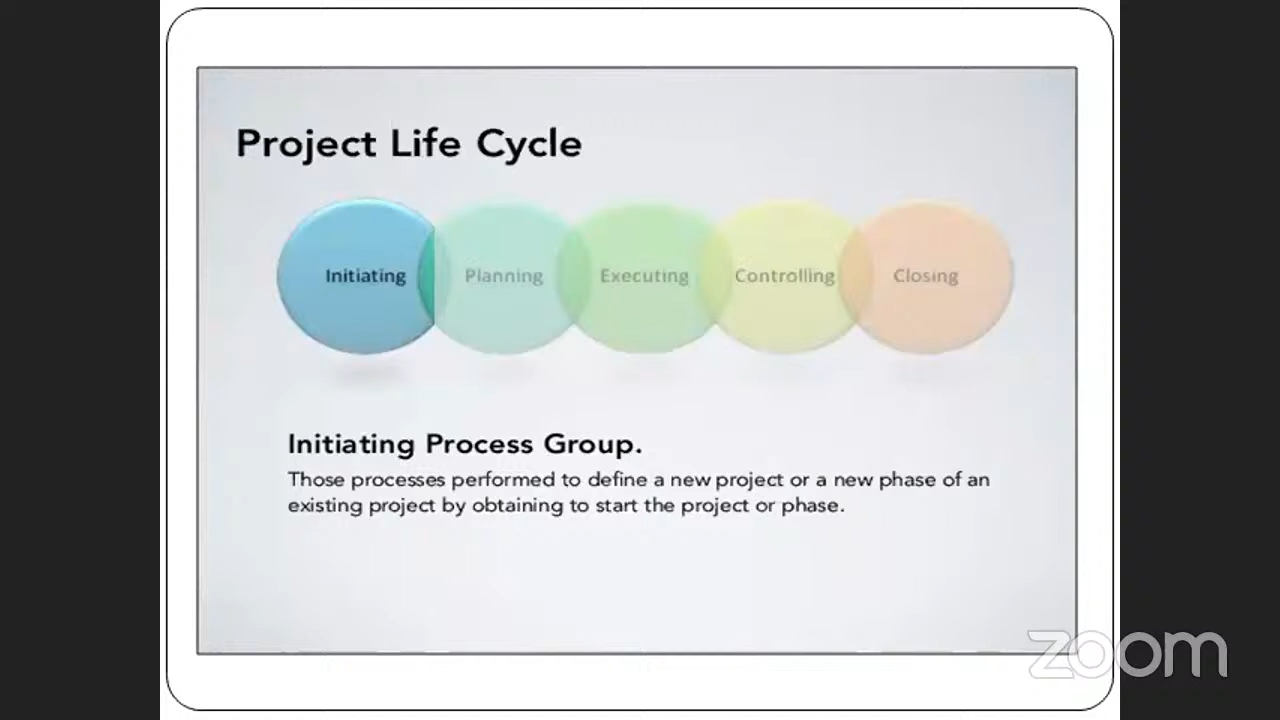 Project Life Cycle
Initiating
Planning
Executing
Controlling
Closing
Initiating Process Group.
Those processes performed to define a new project or a new phase of an
existing project by obtaining to start the project or phase.
zoom